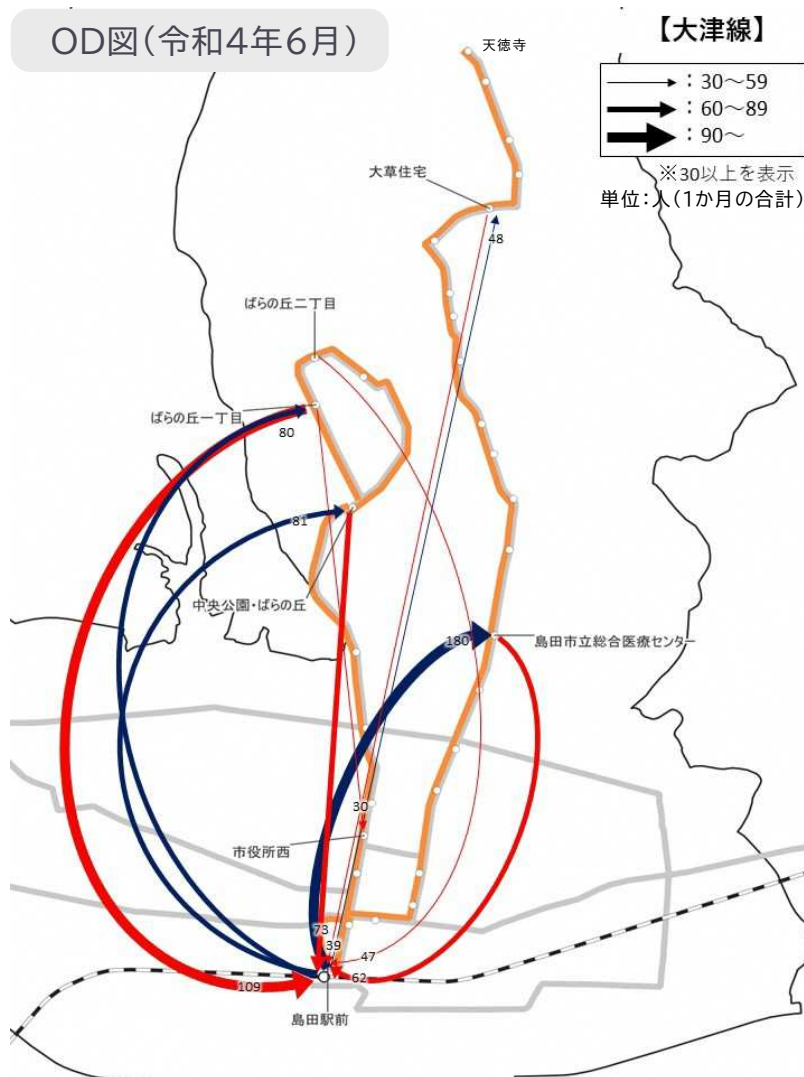 OD図(令和4年6月)
【大津線】
:30～59
:60～89
:90～
※30以上を表示
単位:人(1か月の合計)
天徳寺
大草住宅
48
ばらの丘二丁目
ばらの丘一丁目
80
81
中央公園・ばらの丘
180
島田市立総合医療センター
30
市役所西
73
39
47
62
109
島田駅前